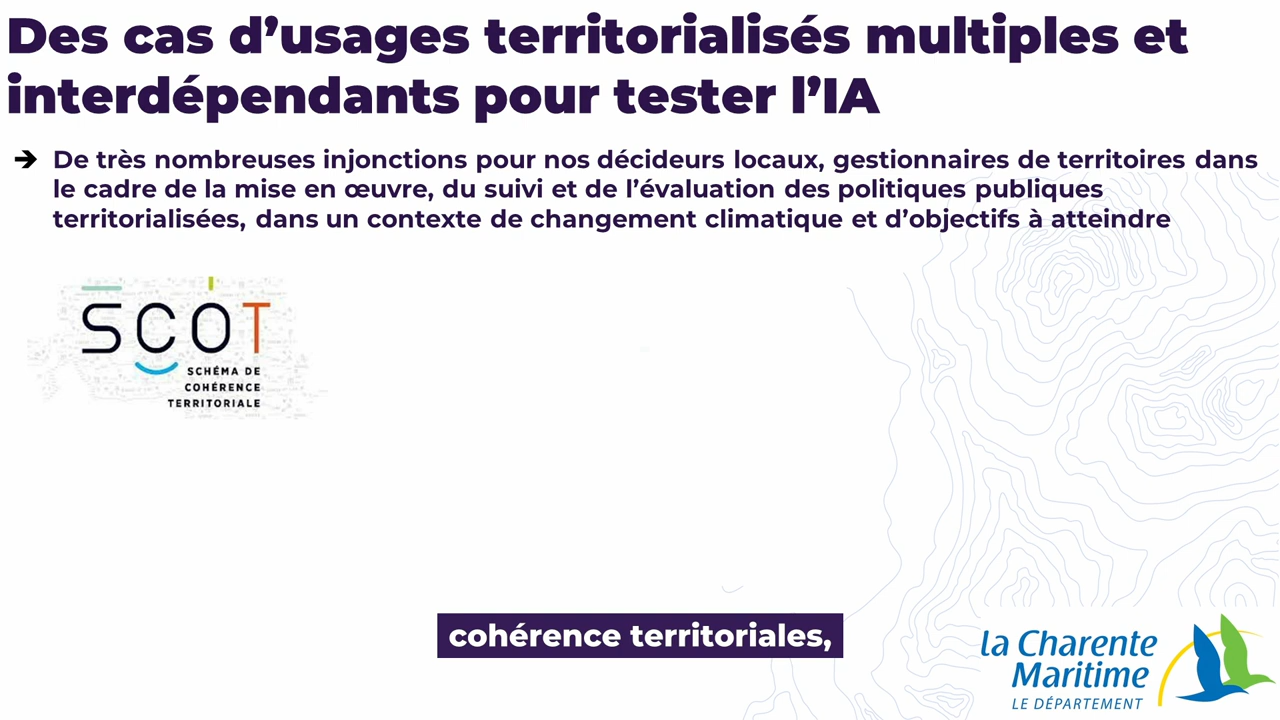 Des cas d’usages territorialisés multiples et
interdépendants pour tester l’IA
➔ De très nombreuses injonctions pour nos décideurs locaux, gestionnaires de territoires dans
le cadre de la mise en œuvre, du suivi et de l’évaluation des politiques publiques
territorialisées, dans un contexte de changement climatique et d’objectifs à atteindre
SCOT
SCHÉMA DE
COHÉRENCE
TERRITORIALE
cohérence territoriales,
la Charente
Maritime
LE DÉPARTEMENT